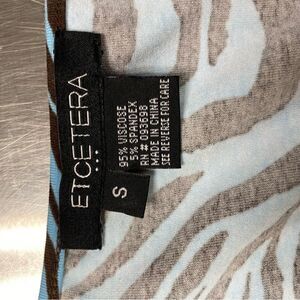 ETCETERA
...
S
95% VISCOSE
5% SPANDEX
RN # 093698
MADE IN CHINA
SEE REVERSE FOR CARE